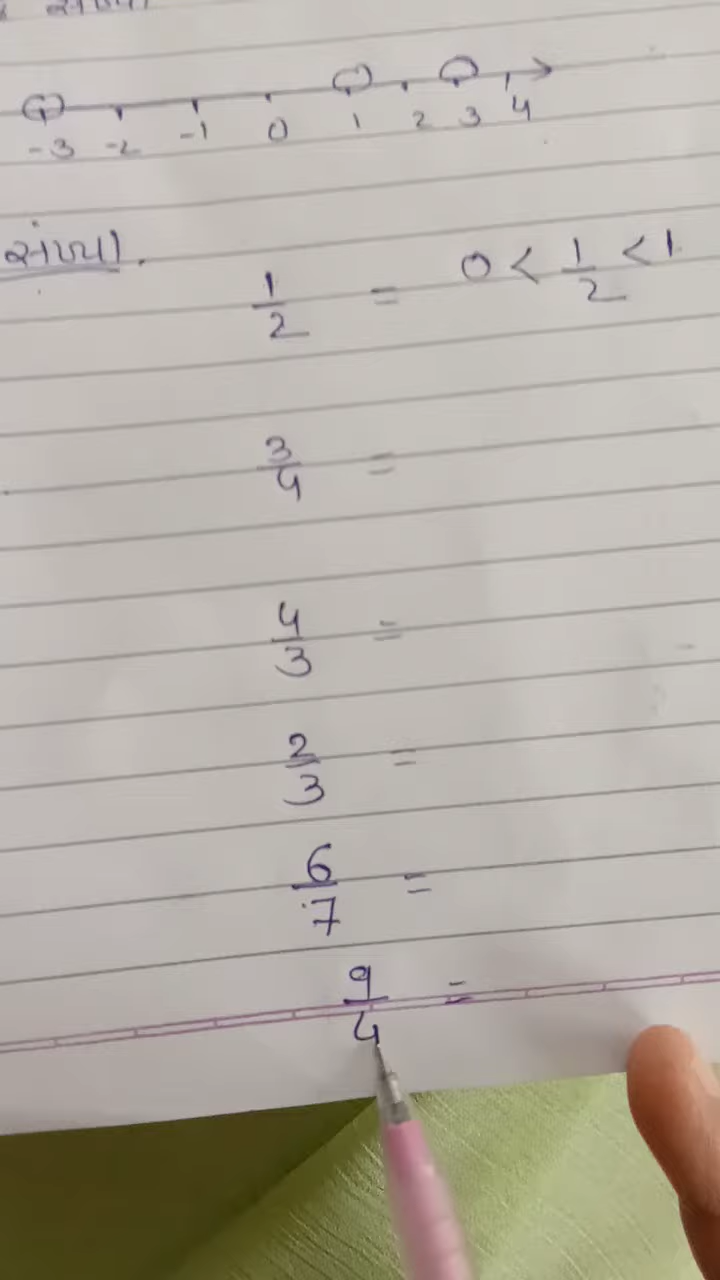 -3 -2 -1 0 1 2 3 4
સંખ્યા.
1/2 = 0 < 1/2 < 1
3/4 =
4/3 =
2/3 =
6/7 =
9/4 =